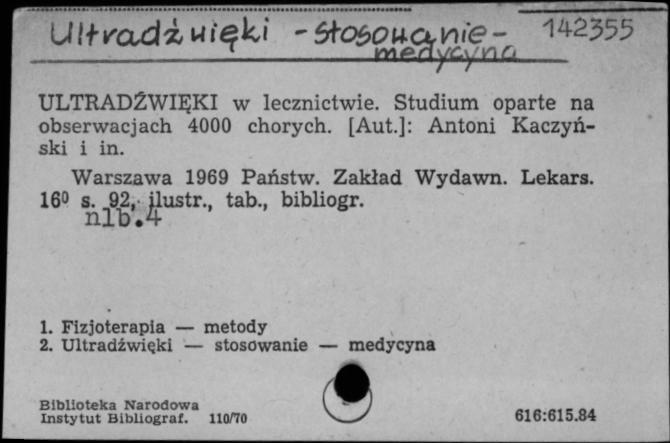 Ultradźwięki - stosowanie - 142355
medycyna
ULTRADŹWIĘKI w lecznictwie. Studium oparte na
obserwacjach 4000 chorych. [Aut.]: Antoni Kaczyń-
ski i in.
Warszawa 1969 Państw. Zakład Wydawn. Lekars.
16⁰ s. 92, ilustr., tab., bibliogr.
nlb.4
1. Fizjoterapia — metody
2. Ultradźwięki — stosowanie — medycyna
Biblioteka Narodowa
Instytut Bibliograf. 110/70 616:615.84